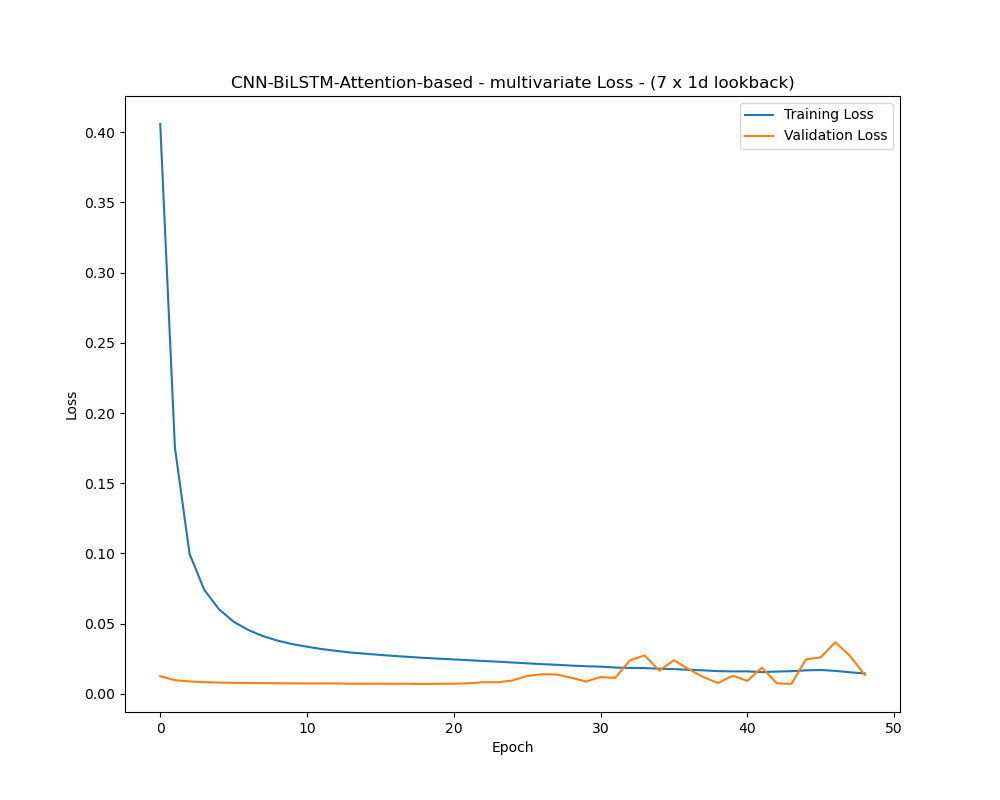 CNN-BiLSTM-Attention-based - multivariate Loss - (7 x 1d lookback)
Training Loss
Validation Loss
0.40
0.35
0.30
0.25
0.20
0.15
0.10
0.05
0.00
Loss
0 10 20 30 40 50
Epoch